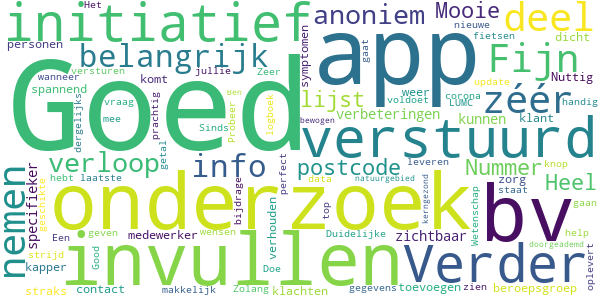 Het
initiatief
anoniem
Mooie
deel
personen
nieuwe
fietsen
belangrijk
symptomen
gaat
app
Fijn
dicht
wanneer
versturen
komt
jullie
Zeer
weer
Nuttig
spannend
Goed
een
update
lijst
voldoet
corona
zéér
handig
dergelijks
vraag
mee
prachtig
getal
Sinds
Probeer
logboek
LUMC
verbeteringen
kunnen
klant
bewogen
verstuurd
verloop
info
postcode
leveren
Nummer
perfect
zorg
knop
Heel
nemen
specifieker
geschikte
hebt
laatste
onderzoek
data
natuurgebied
staat
gaan
bijdrage
top
kerngezond
bv
Een
geven
medewerker
wensen
verhouden
Duidelijke
zichtbaar
Wetenschap
help
doorgeademd
strijd
kapper
Good
invullen
Doe
Verder
oplevert
straks
contact
makkelijk
Zolang
klachten
gegevens
toevoegen
zien
beroepsgroep